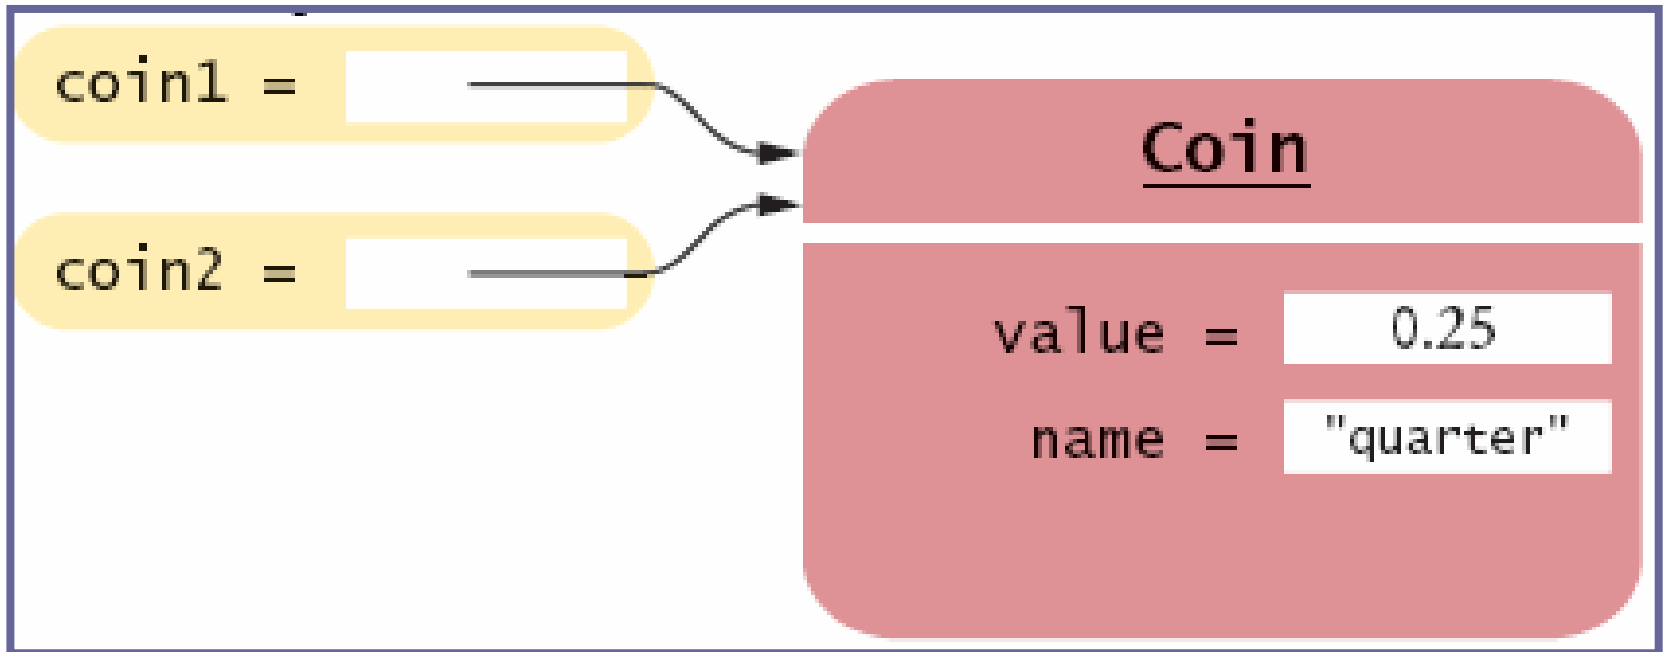 coin1 =
coin2 =
Coin
value = 0.25
name = "quarter"